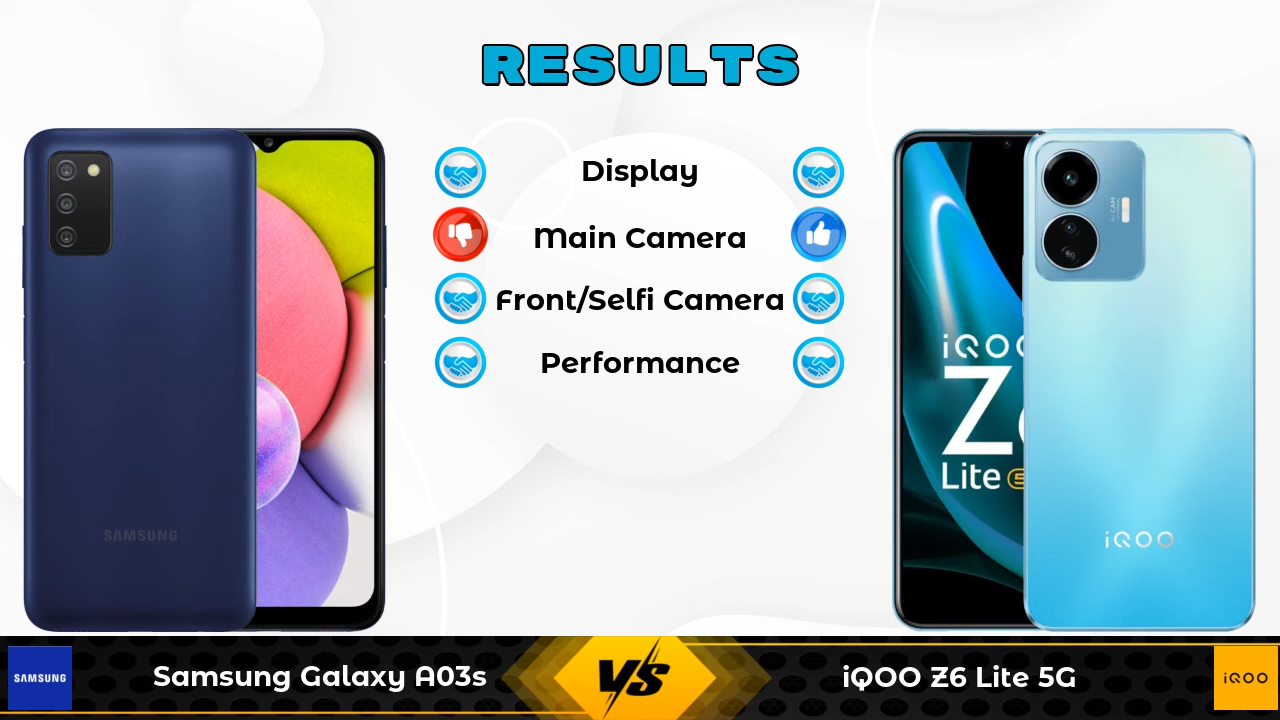 RESULTS
Display
Main Camera
Front/Selfi Camera
Performance
SAMSUNG
iQOO
Z
Lite 5
iQOO
SAMSUNG
Samsung Galaxy A03s
VS
iQOO Z6 Lite 5G
iQOO